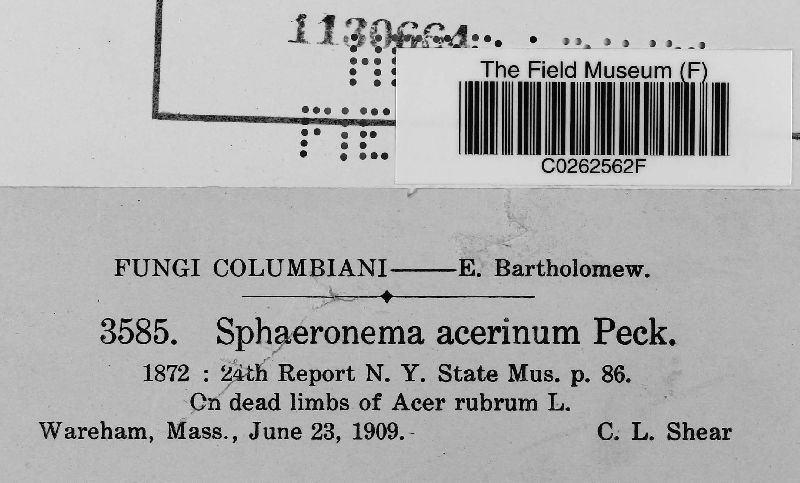 1130664
The Field Museum (F)
C0262562F
FUNGI COLUMBIANI——E. Bartholomew.
3585. Sphaeronema acerinum Peck.
1872 : 24th Report N. Y. State Mus. p. 86.
On dead limbs of Acer rubrum L.
Wareham, Mass., June 23, 1909. C. L. Shear